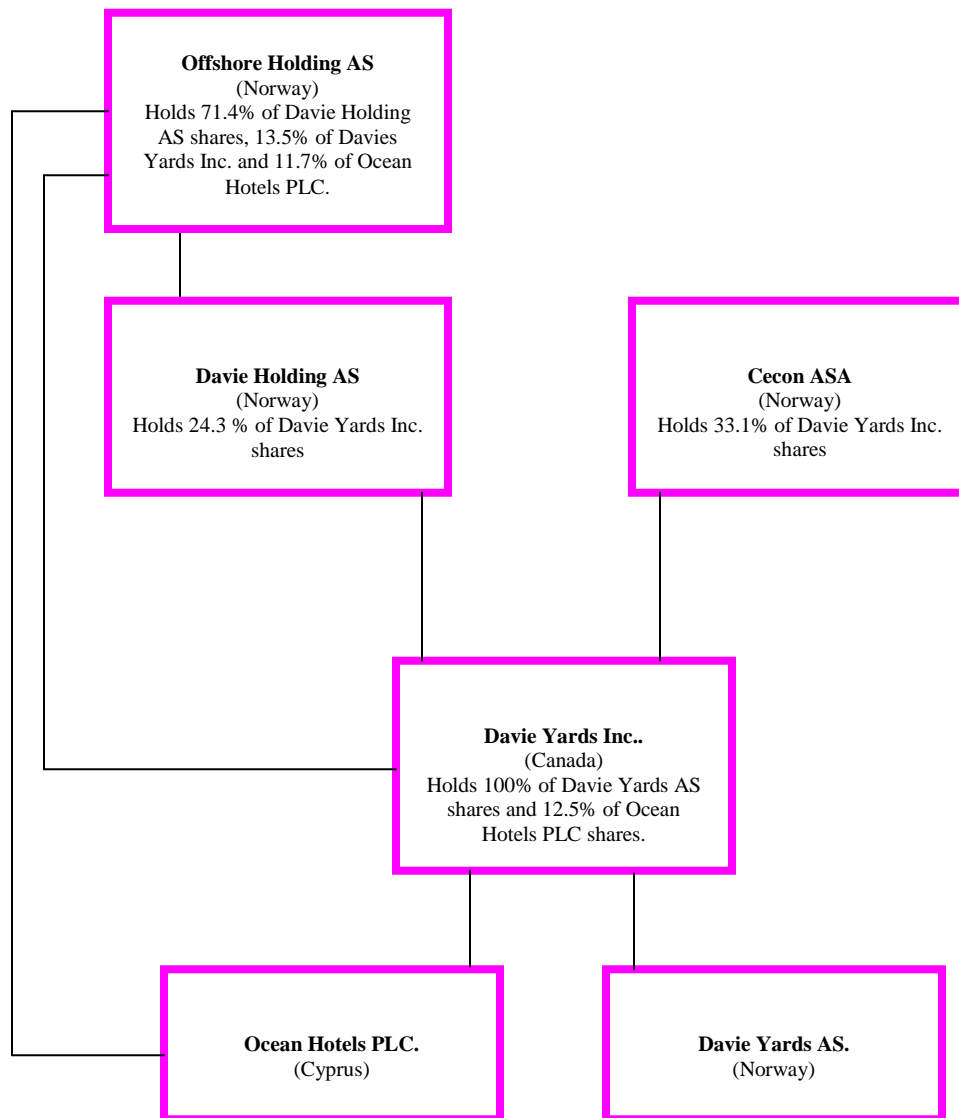 Offshore Holding AS
(Norway)
Holds 71.4% of Davie Holding
AS shares, 13.5% of Davies
Yards Inc. and 11.7% of Ocean
Hotels PLC.
Davie Holding AS
(Norway)
Holds 24.3 % of Davie Yards Inc.
shares
Cecon ASA
(Norway)
Holds 33.1% of Davie Yards Inc.
shares
Davie Yards Inc..
(Canada)
Holds 100% of Davie Yards AS
shares and 12.5% of Ocean
Hotels PLC shares.
Ocean Hotels PLC.
(Cyprus)
Davie Yards AS.
(Norway)